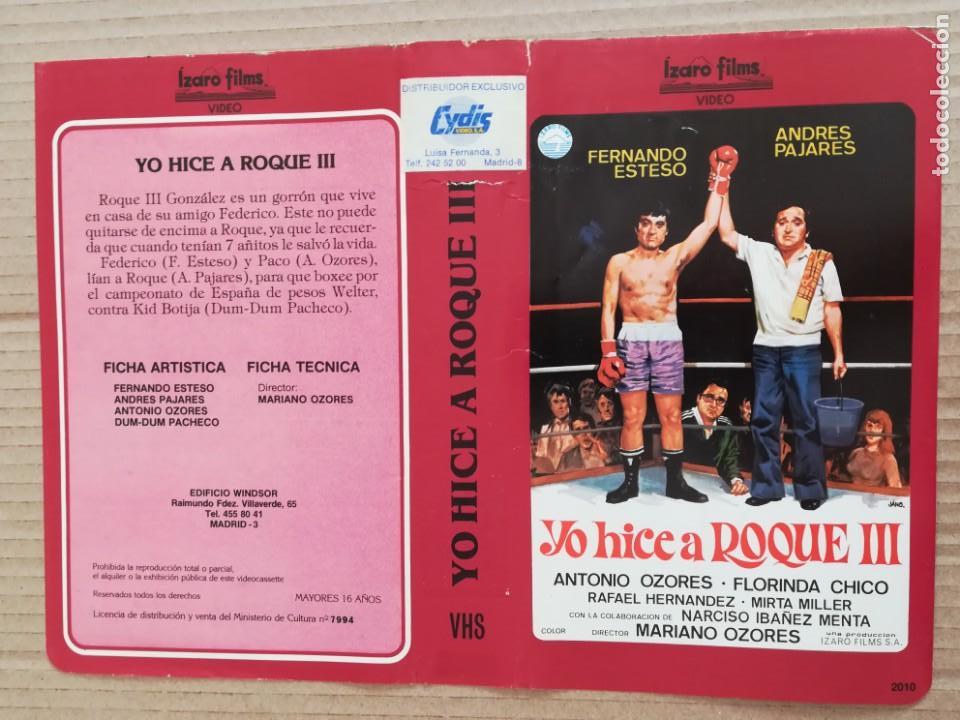 Ízaro films
VIDEO
YO HICE A ROQUE III
Roque III González es un gorrón que vive
en casa de su amigo Federico. Este no puede
quitarse de encima a Roque, ya que le recuer-
da que cuando tenían 7 añitos le salvó la vida.
Federico (F. Esteso) y Paco (A. Ozores),
lían a Roque (A. Pajares), para que boxee por
el campeonato de España de pesos Welter,
contra Kid Botija (Dum-Dum Pacheco).
FICHA ARTISTICA
FERNANDO ESTESO
ANDRES PAJARES
ANTONIO OZORES
DUM-DUM PACHECO
FICHA TECNICA
Director:
MARIANO OZORES
EDIFICIO WINDSOR
Raimundo Fdez. Villaverde, 65
Tel. 455 80 41
MADRID-3
Prohibida la reproducción total o parcial,
el alquiler o la exhibición pública de este videocassette
Reservados todos los derechos
MAYORES 16 AÑOS
Licencia de distribución y venta del Ministerio de Cultura nº 7994
DISTRIBUIDOR EXCLUSIVO
Cydis
VIDEO, S.A.
Luisa Fernanda, 3
Telf. 242 52 00 Madrid-8
YO HICE A ROQUE III
VHS
Ízaro films
VIDEO
IZARO FILMS
FERNANDO
ESTESO
ANDRES
PAJARES
JANO.
Yo hice a ROQUE III
ANTONIO OZORES · FLORINDA CHICO
RAFAEL HERNANDEZ · MIRTA MILLER
CON LA COLABORACION DE NARCISO IBAÑEZ MENTA
COLOR DIRECTOR MARIANO OZORES
una producción
IZARO FILMS S.A.
2010
todocoleccion